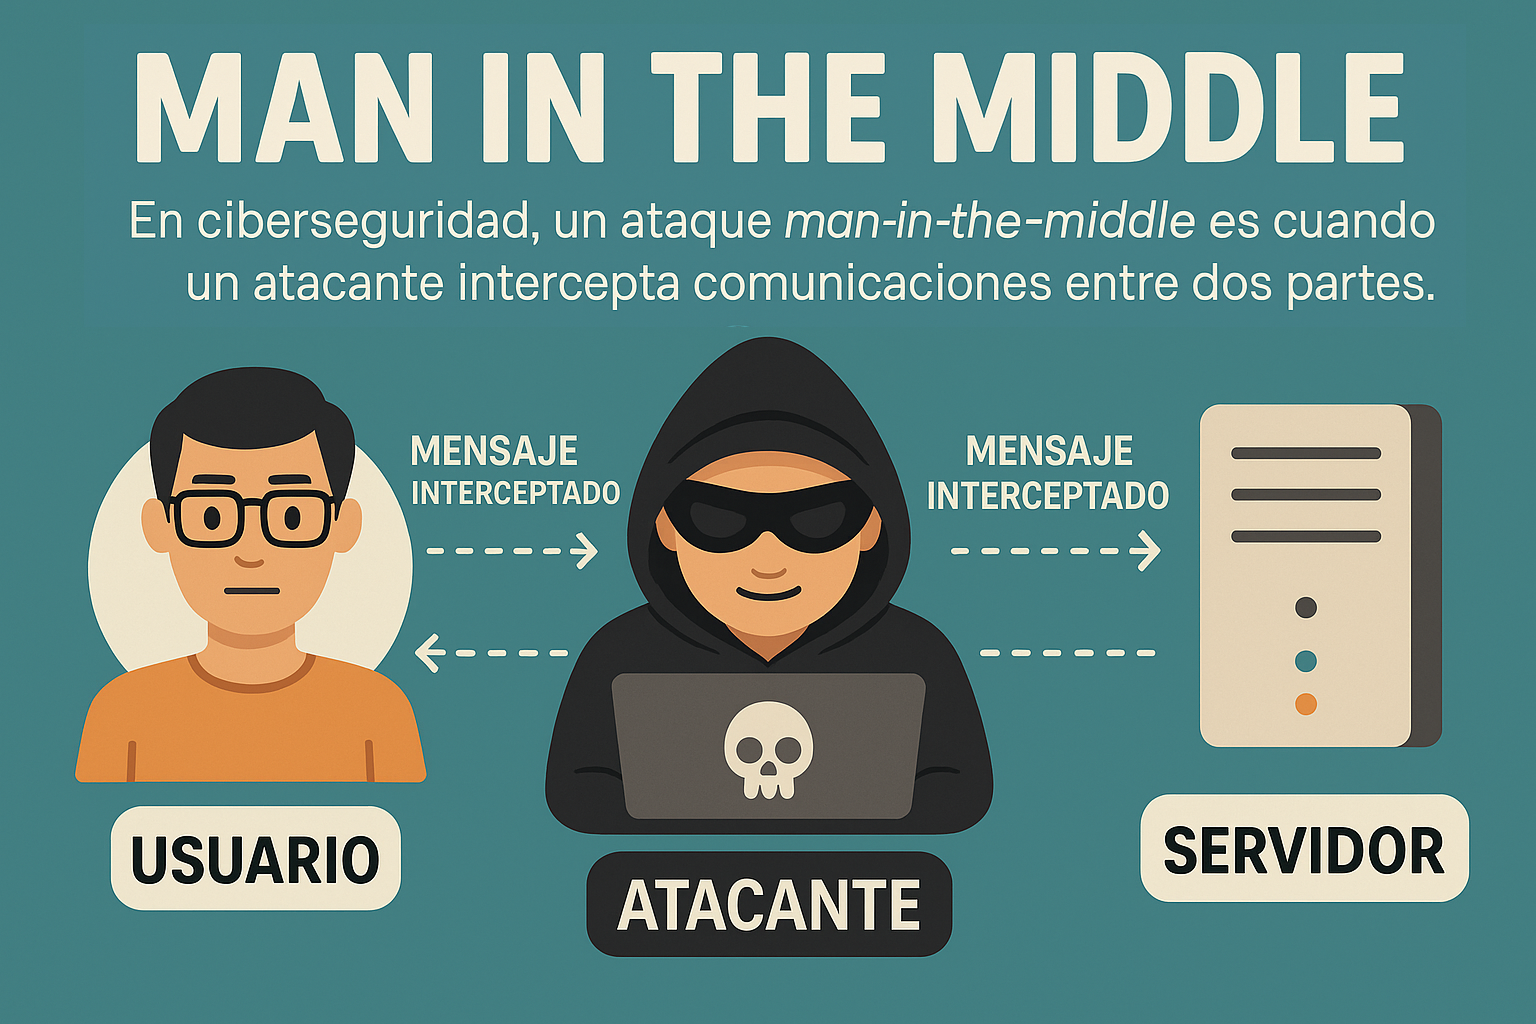 MAN IN THE MIDDLE
En ciberseguridad, un ataque man-in-the-middle es cuando
un atacante intercepta comunicaciones entre dos partes.
MENSAJE
INTERCEPTADO
MENSAJE
INTERCEPTADO
USUARIO
ATACANTE
SERVIDOR